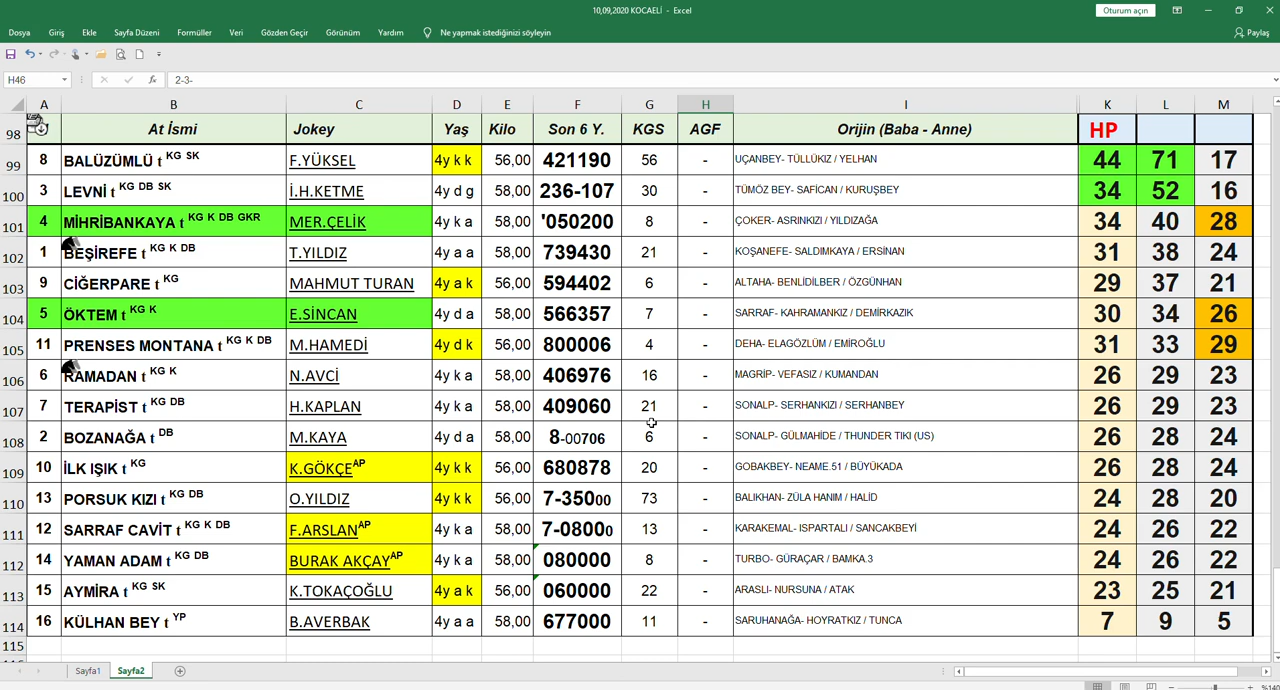 10,09,2020 KOCAELİ - Excel
Oturum açın
Dosya Giriş Ekle Sayfa Düzeni Formüller Veri Gözden Geçir Görünüm Yardım Ne yapmak istediğinizi söyleyin Paylaş
H46 fx 2-3-
A B C D E F G H I K L M
98 At İsmi Jokey Yaş Kilo Son 6 Y. KGS AGF Orijin (Baba - Anne) HP
99 8 BALÜZÜMLÜ t KG SK F.YÜKSEL 4y k k 56,00 421190 56 - UÇANBEY- TÜLLÜKIZ / YELHAN 44 71 17
100 3 LEVNİ t KG DB SK İ.H.KETME 4y d g 58,00 236-107 30 - TÜMÖZ BEY- SAFİCAN / KURUŞBEY 34 52 16
101 4 MİHRİBANKAYA t KG K DB GKR MER.ÇELİK 4y k a 58,00 '050200 8 - ÇOKER- ASRINKIZI / YILDIZAĞA 34 40 28
102 1 BEŞİREFE t KG K DB T.YILDIZ 4y a a 58,00 739430 21 - KOŞANEFE- SALDIMKAYA / ERSİNAN 31 38 24
103 9 CİĞERPARE t KG MAHMUT TURAN 4y a k 56,00 594402 6 - ALTAHA- BENLİDİLBER / ÖZGÜNHAN 29 37 21
104 5 ÖKTEM t KG K E.SİNCAN 4y d a 58,00 566357 7 - SARRAF- KAHRAMANKIZ / DEMİRKAZIK 30 34 26
105 11 PRENSES MONTANA t KG K DB M.HAMEDİ 4y d k 56,00 800006 4 - DEHA- ELAGÖZLÜM / EMİROĞLU 31 33 29
106 6 RAMADAN t KG K N.AVCİ 4y k a 58,00 406976 16 - MAGRİP- VEFASIZ / KUMANDAN 26 29 23
107 7 TERAPİST t KG DB H.KAPLAN 4y k a 58,00 409060 21 - SONALP- SERHANKIZI / SERHANBEY 26 29 23
108 2 BOZANAĞA t DB M.KAYA 4y d a 58,00 8-00706 6 - SONALP- GÜLMAHİDE / THUNDER TIKI (US) 26 28 24
109 10 İLK IŞIK t KG K.GÖKÇE AP 4y k k 56,00 680878 20 - GOBAKBEY- NEAME.51 / BÜYÜKADA 26 28 24
110 13 PORSUK KIZI t KG DB O.YILDIZ 4y k k 56,00 7-35000 73 - BALIKHAN- ZÜLA HANIM / HALİD 24 28 20
111 12 SARRAF CAVİT t KG K DB F.ARSLAN AP 4y k a 58,00 7-08000 13 - KARAKEMAL- ISPARTALI / SANCAKBEYİ 24 26 22
112 14 YAMAN ADAM t KG DB BURAK AKÇAY AP 4y k a 58,00 080000 8 - TURBO- GÜRAÇAR / BAMKA.3 24 26 22
113 15 AYMİRA t KG SK K.TOKAÇOĞLU 4y a k 56,00 060000 22 - ARASLI- NURSUNA / ATAK 23 25 21
114 16 KÜLHAN BEY t YP B.AVERBAK 4y a a 58,00 677000 11 - SARUHANAĞA- HOYRATKIZ / TUNCA 7 9 5
115
Sayfa1 Sayfa2
%140